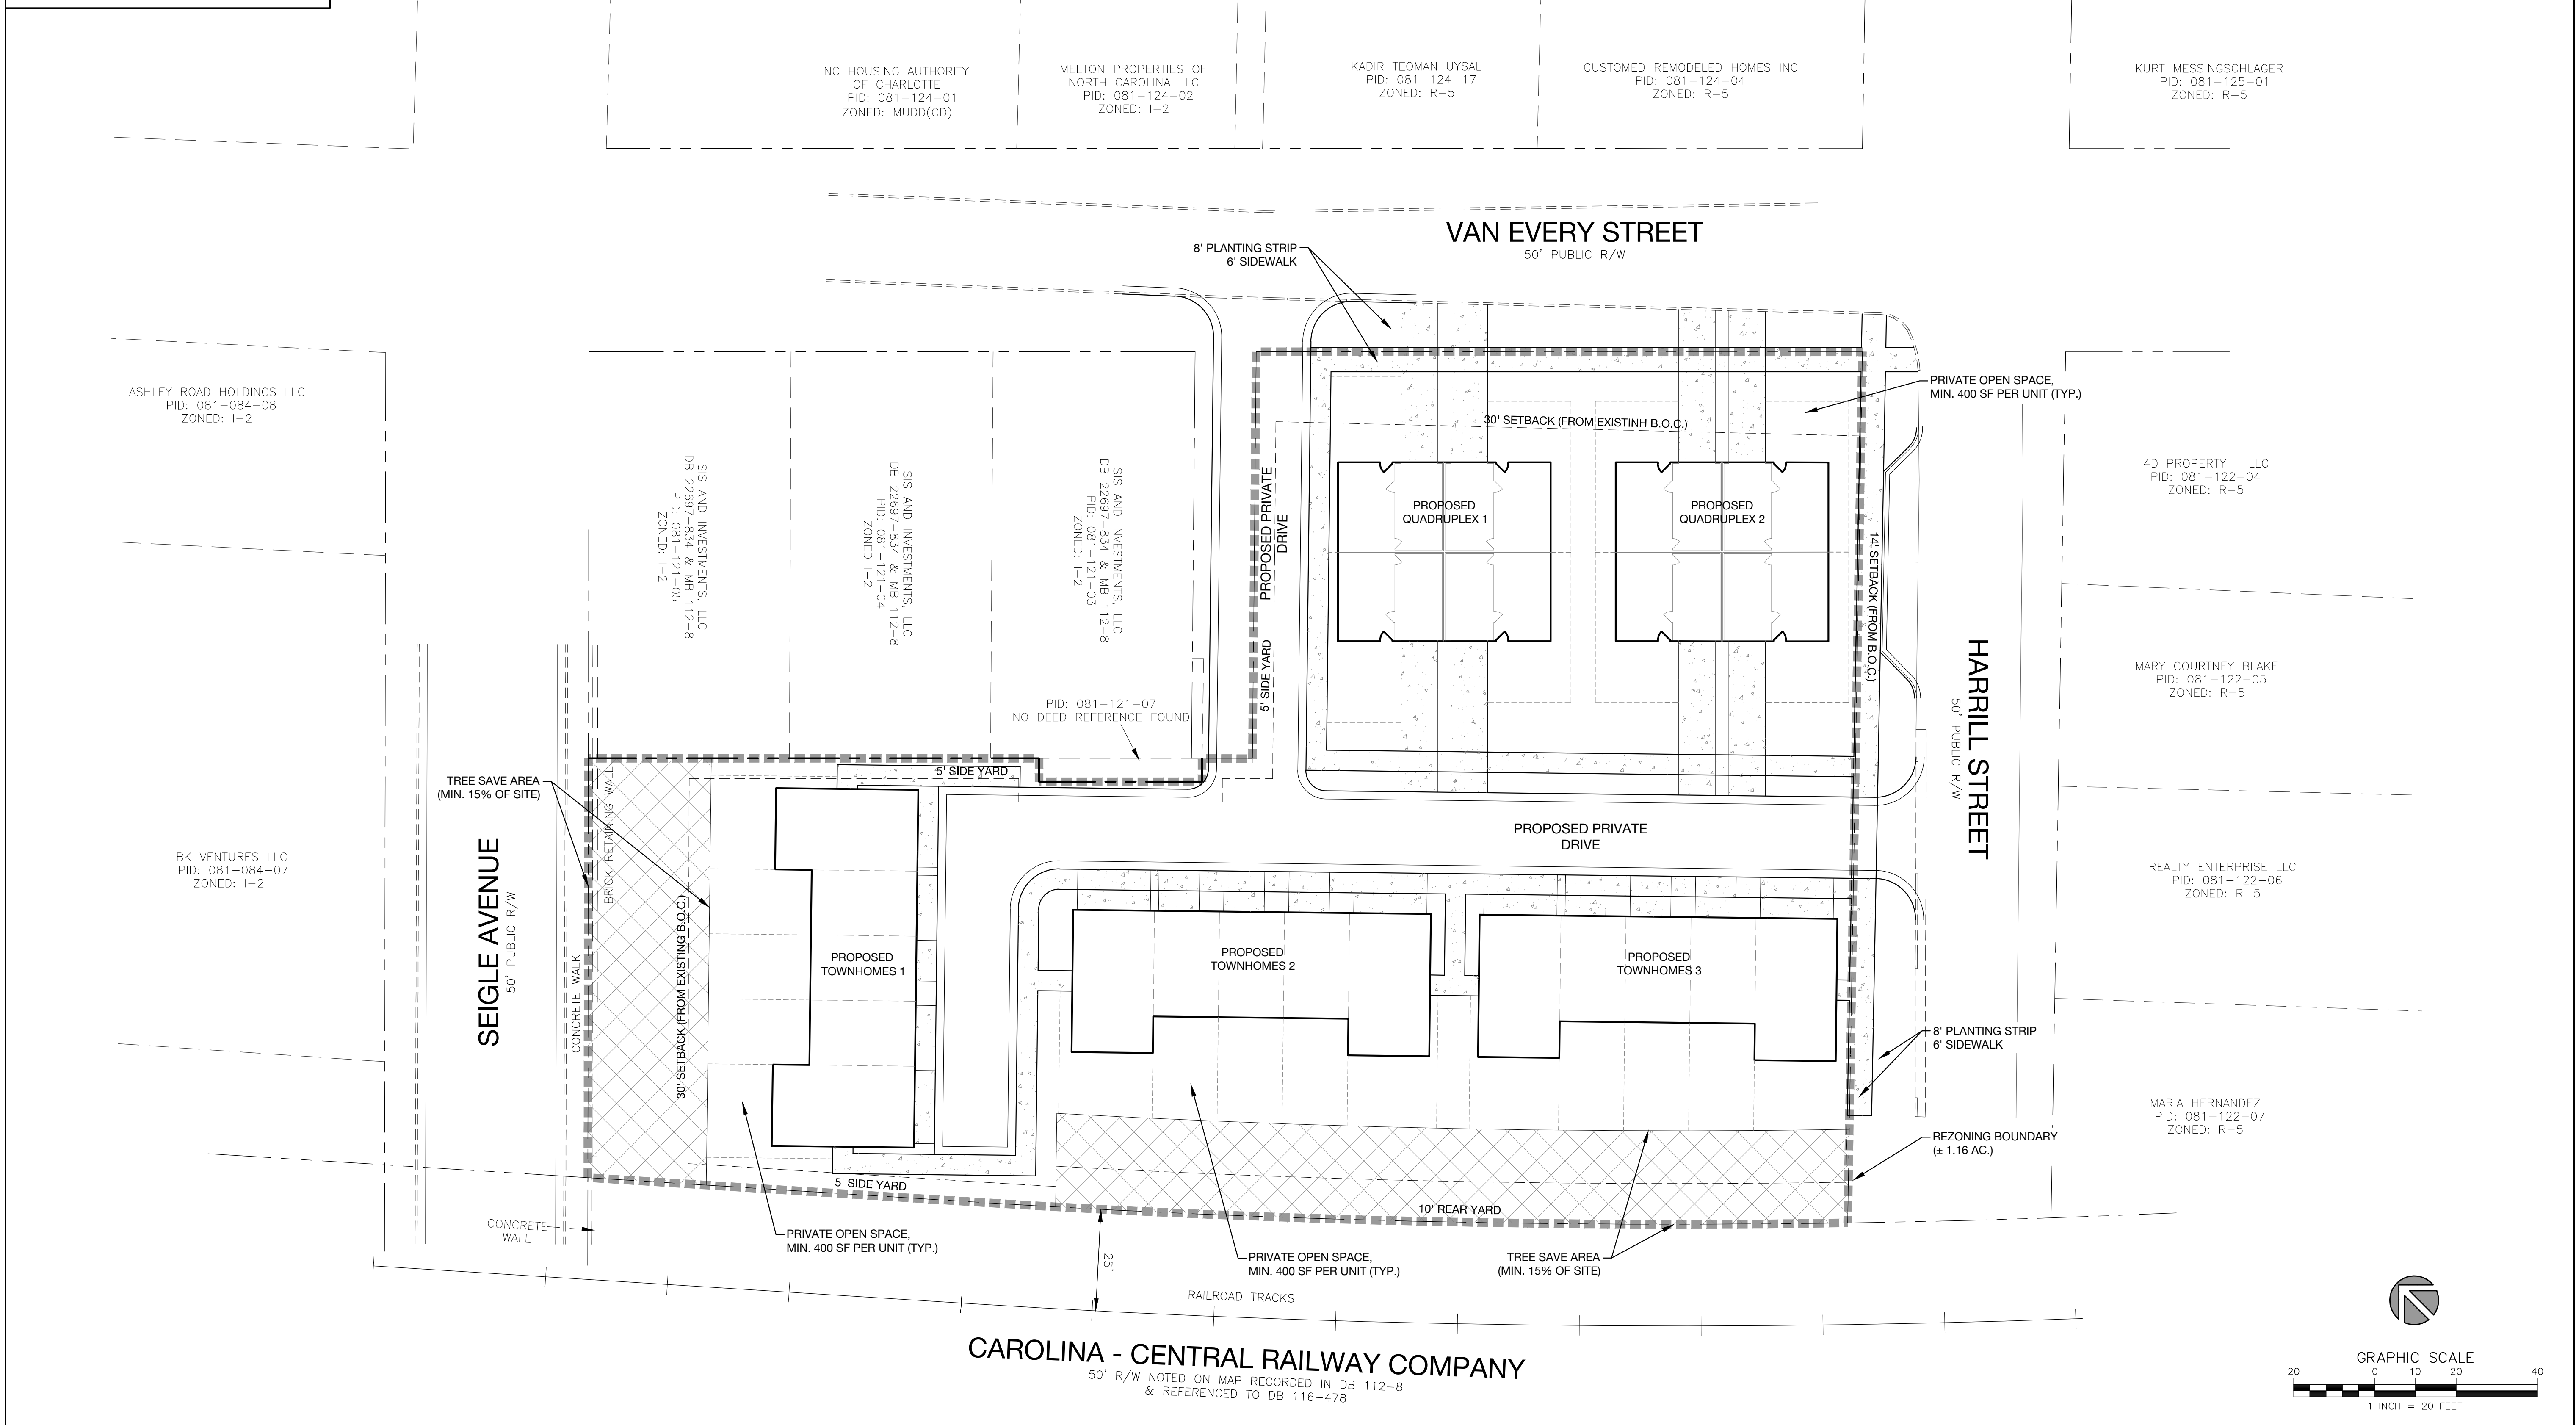 NC HOUSING AUTHORITY
OF CHARLOTTE
PID: 081-124-01
ZONED: MUDD(CD)
MELTON PROPERTIES OF
NORTH CAROLINA LLC
PID: 081-124-02
ZONED: I-2
KADIR TEOMAN UYSAL
PID: 081-124-17
ZONED: R-5
CUSTOMED REMODELED HOMES INC
PID: 081-124-04
ZONED: R-5
KURT MESSINGSCHLAGER
PID: 081-125-01
ZONED: R-5
VAN EVERY STREET
50' PUBLIC R/W
8' PLANTING STRIP
6' SIDEWALK
ASHLEY ROAD HOLDINGS LLC
PID: 081-084-08
ZONED: I-2
PRIVATE OPEN SPACE,
MIN. 400 SF PER UNIT (TYP.)
30' SETBACK (FROM EXISTINH B.O.C.)
SIS AND INVESTMENTS, LLC
DB 22697-834 & MB 112-8
PID: 081-121-05
ZONED: I-2
SIS AND INVESTMENTS, LLC
DB 22697-834 & MB 112-8
PID: 081-121-04
ZONED: I-2
SIS AND INVESTMENTS, LLC
DB 22697-834 & MB 112-8
PID: 081-121-03
ZONED: I-2
PROPOSED PRIVATE
DRIVE
5' SIDE YARD
PROPOSED
QUADRUPLEX 1
PROPOSED
QUADRUPLEX 2
14' SETBACK (FROM B.O.C.)
HARRILL STREET
50' PUBLIC R/W
4D PROPERTY II LLC
PID: 081-122-04
ZONED: R-5
MARY COURTNEY BLAKE
PID: 081-122-05
ZONED: R-5
PID: 081-121-07
NO DEED REFERENCE FOUND
5' SIDE YARD
TREE SAVE AREA
(MIN. 15% OF SITE)
BRICK RETAINING WALL
LBK VENTURES LLC
PID: 081-084-07
ZONED: I-2
SEIGLE AVENUE
50' PUBLIC R/W
CONCRETE WALK
30' SETBACK (FROM EXISTING B.O.C.)
PROPOSED PRIVATE
DRIVE
REALTY ENTERPRISE LLC
PID: 081-122-06
ZONED: R-5
PROPOSED
TOWNHOMES 1
PROPOSED
TOWNHOMES 2
PROPOSED
TOWNHOMES 3
8' PLANTING STRIP
6' SIDEWALK
MARIA HERNANDEZ
PID: 081-122-07
ZONED: R-5
REZONING BOUNDARY
(± 1.16 AC.)
5' SIDE YARD
10' REAR YARD
CONCRETE
WALL
PRIVATE OPEN SPACE,
MIN. 400 SF PER UNIT (TYP.)
25'
PRIVATE OPEN SPACE,
MIN. 400 SF PER UNIT (TYP.)
TREE SAVE AREA
(MIN. 15% OF SITE)
RAILROAD TRACKS
CAROLINA - CENTRAL RAILWAY COMPANY
50' R/W NOTED ON MAP RECORDED IN DB 112-8
& REFERENCED TO DB 116-478
GRAPHIC SCALE
20 0 10 20 40
1 INCH = 20 FEET